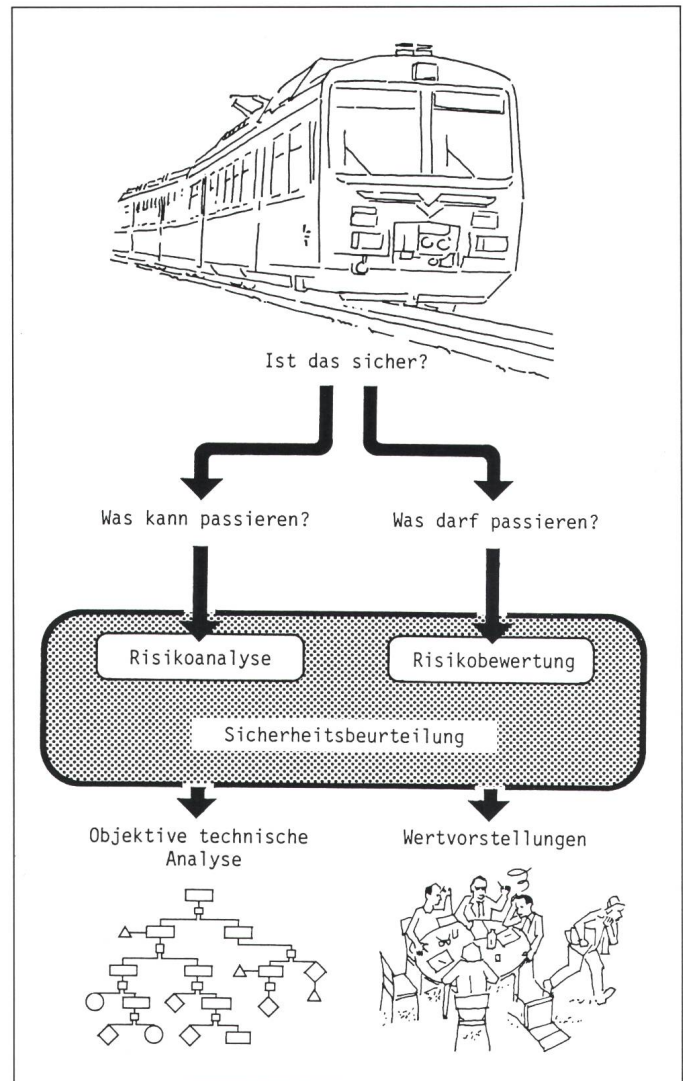 Ist das sicher?
Was kann passieren?
Was darf passieren?
Risikoanalyse
Risikobewertung
Sicherheitsbeurteilung
Objektive technische
Analyse
Wertvorstellungen